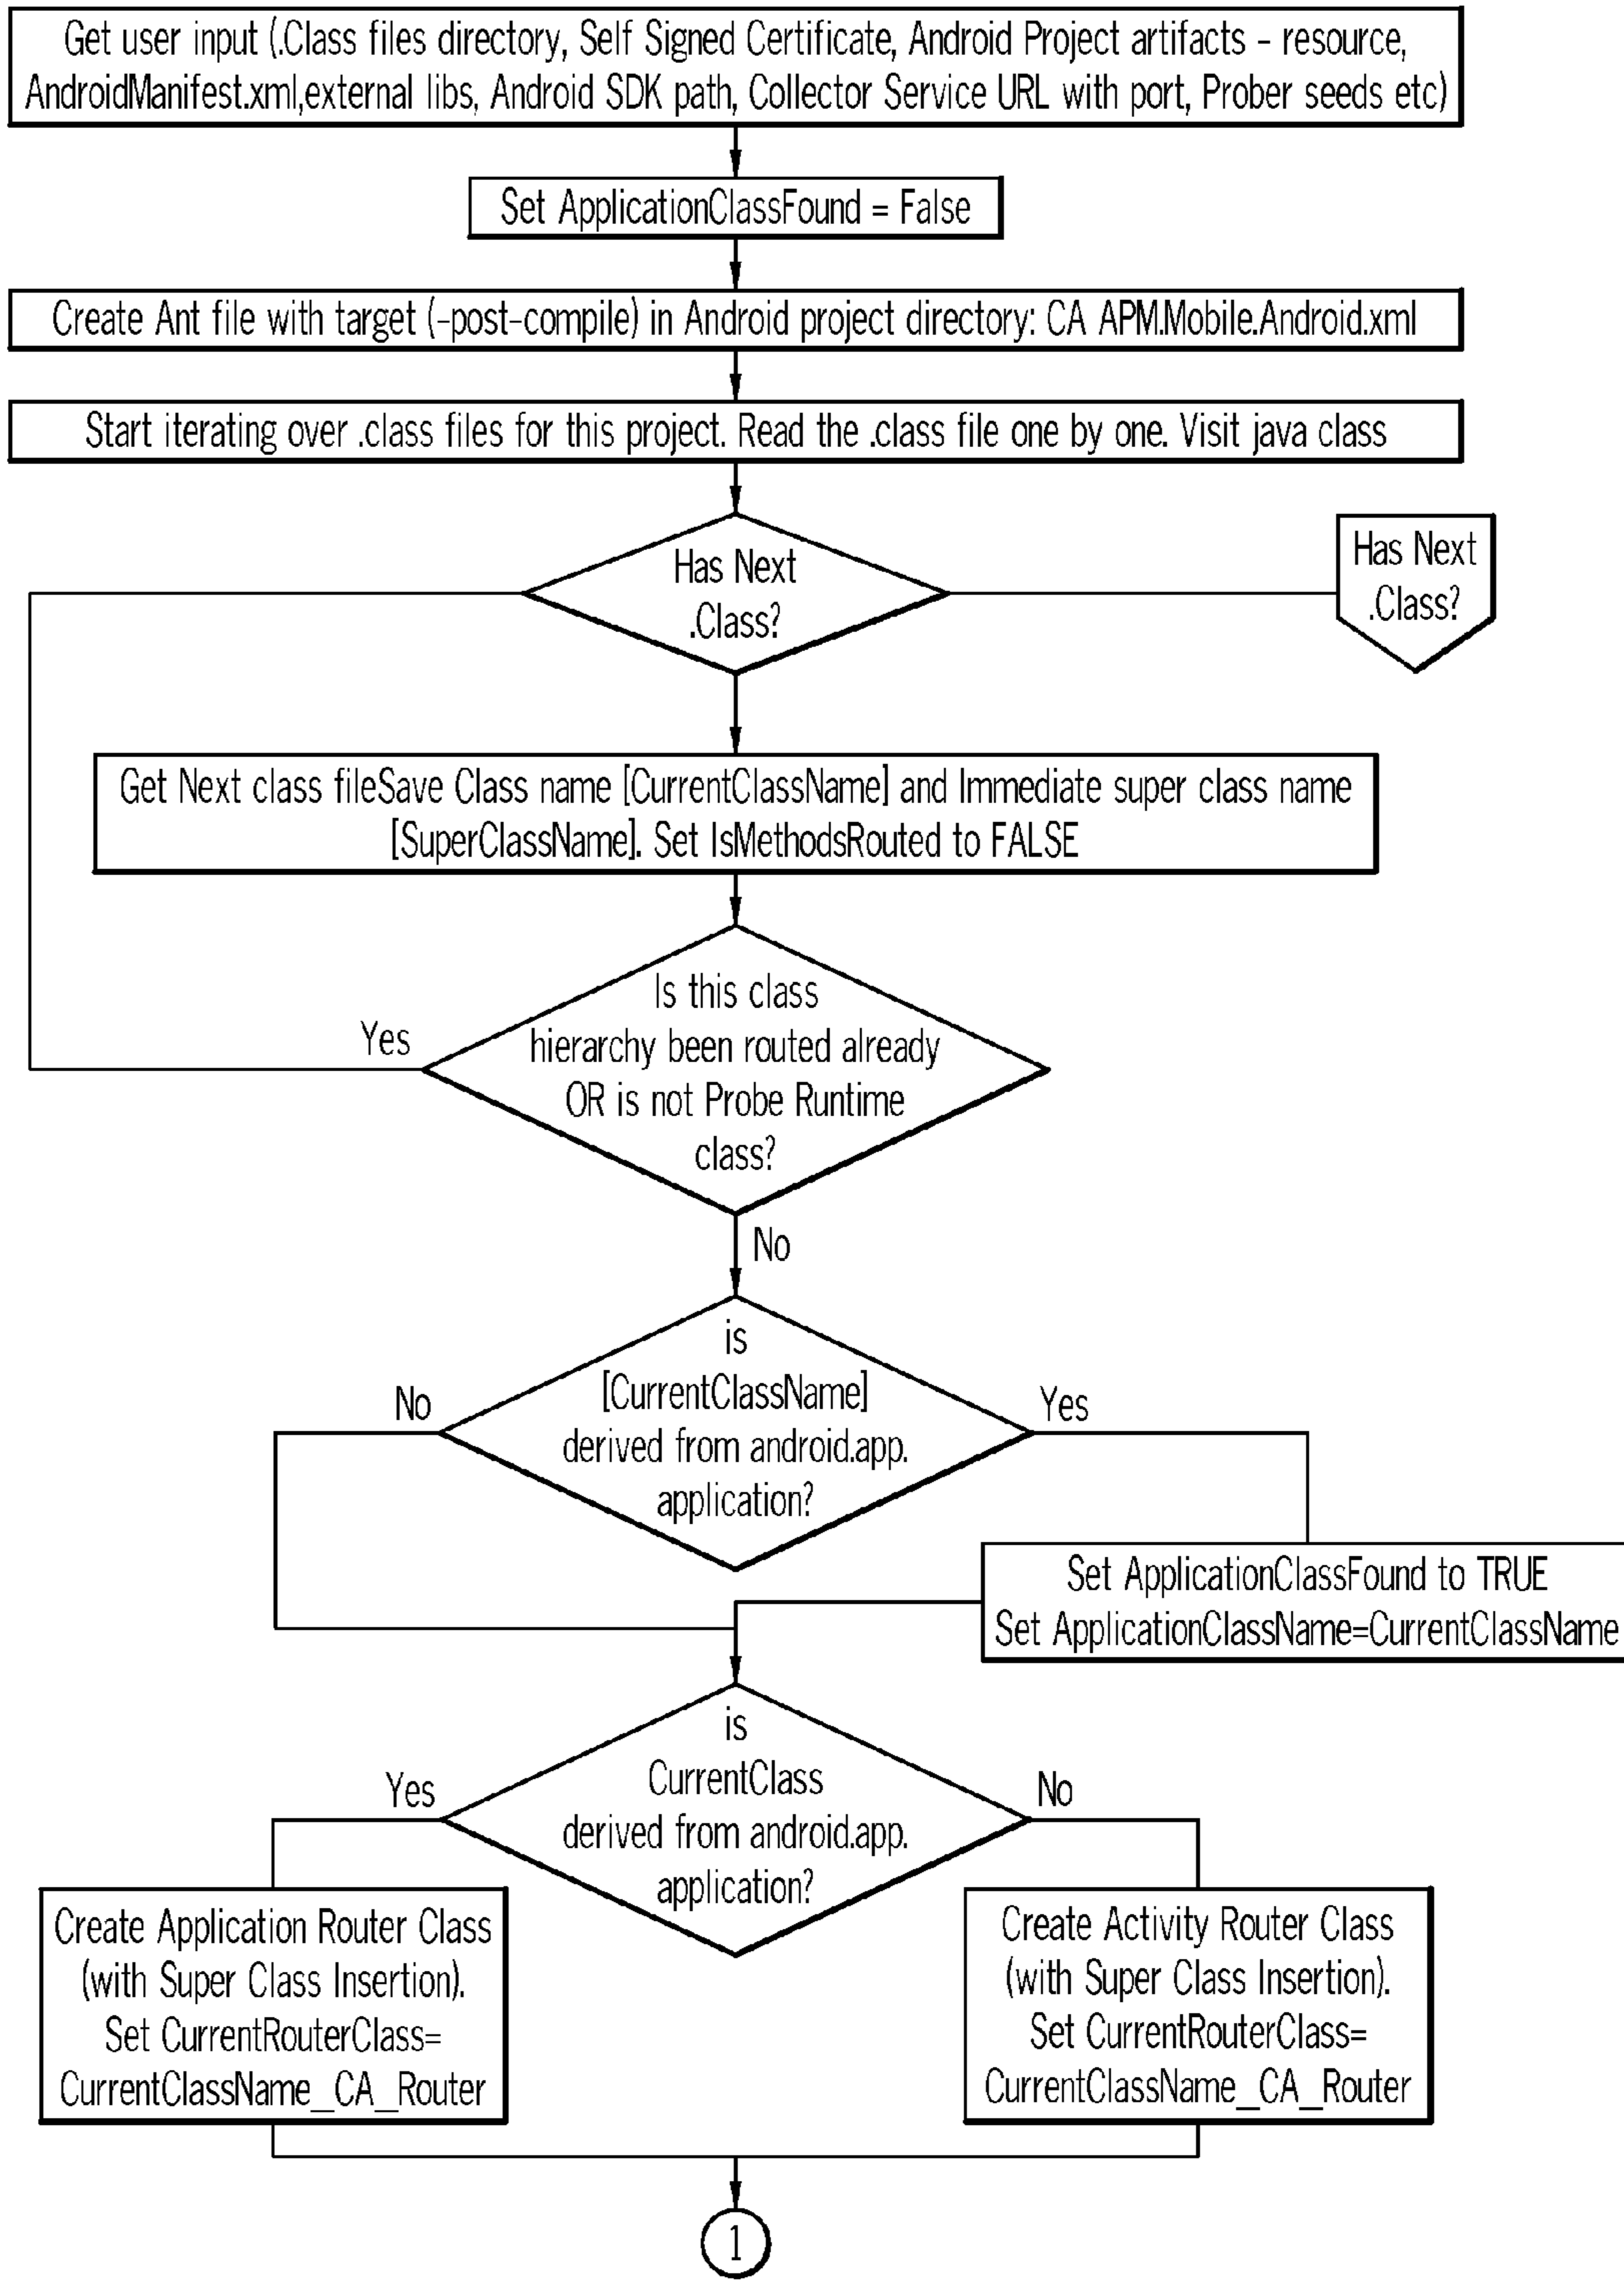 Get user input (.Class files directory, Self Signed Certificate, Android Project artifacts - resource,
AndroidManifest.xml,external libs, Android SDK path, Collector Service URL with port, Prober seeds etc)
Set ApplicationClassFound = False
Create Ant file with target (-post-compile) in Android project directory: CA APM.Mobile.Android.xml
Start iterating over .class files for this project. Read the .class file one by one. Visit java class
Has Next
.Class?
Has Next
.Class?
Get Next class fileSave Class name [CurrentClassName] and Immediate super class name
[SuperClassName]. Set IsMethodsRouted to FALSE
Is this class
hierarchy been routed already
OR is not Probe Runtime
class?
Yes
No
is
[CurrentClassName]
derived from android.app.
application?
No
Yes
Set ApplicationClassFound to TRUE
Set ApplicationClassName=CurrentClassName
is
CurrentClass
derived from android.app.
application?
Yes
No
Create Application Router Class
(with Super Class Insertion).
Set CurrentRouterClass=
CurrentClassName_CA_Router
Create Activity Router Class
(with Super Class Insertion).
Set CurrentRouterClass=
CurrentClassName_CA_Router
1